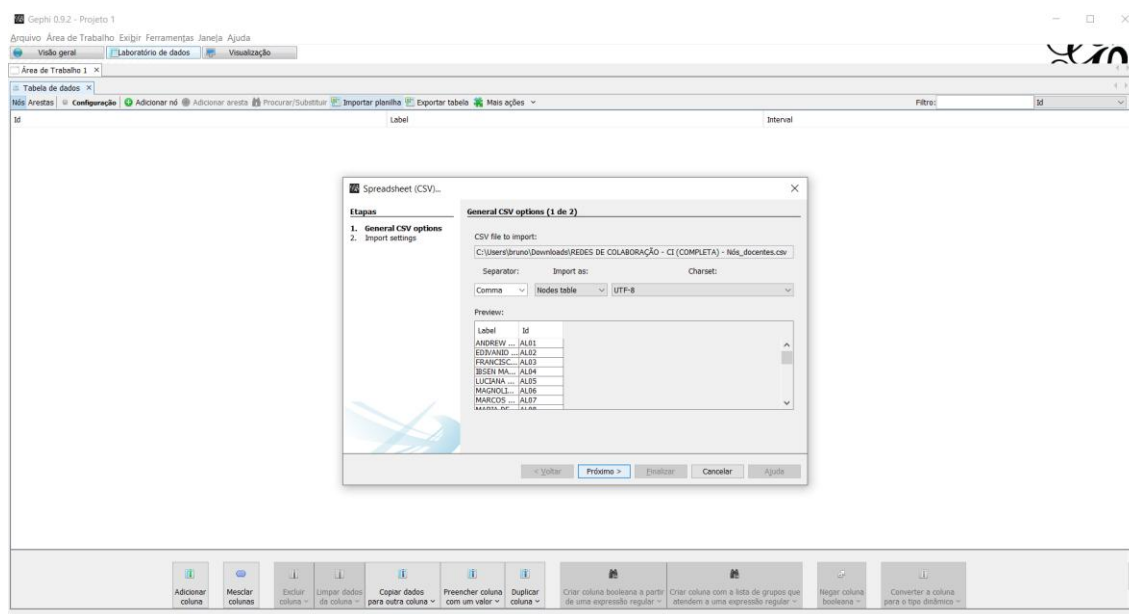 Gephi 0.9.2 - Projeto 1
Arquivo Área de Trabalho Exibir Ferramentas Janela Ajuda
Visão geral Laboratório de dados Visualização
Área de Trabalho 1
Tabela de dados
Nós Arestas Configuração Adicionar nó Adicionar aresta Procurar/Substituir Importar planilha Exportar tabela Mais ações Filtro: Id
Id Label Interval
Spreadsheet (CSV)...
Etapas
1. General CSV options
2. Import settings
General CSV options (1 de 2)
CSV file to import:
C:\Users\bruno\Downloads\REDES DE COLABORAÇÃO - CI (COMPLETA) - Nós_docentes.csv
Separator: Import as: Charset:
Comma Nodes table UTF-8
Preview:
Label Id
ANDREW ... AL01
EDIVANIO ... AL02
FRANCISC... AL03
IBSEN MA... AL04
LUCIANA ... AL05
MAGNOLI... AL06
MARCOS ... AL07
MARIA DE ... AL08
< Voltar Próximo > Finalizar Cancelar Ajuda
Adicionar coluna
Mesclar colunas
Excluir coluna
Limpar dados da coluna
Copiar dados para outra coluna
Preencher coluna com um valor
Duplicar coluna
Criar coluna booleana a partir de uma expressão regular
Criar coluna com a lista de grupos que atendem a uma expressão regular
Negar coluna booleana
Converter a coluna para o tipo dinâmico